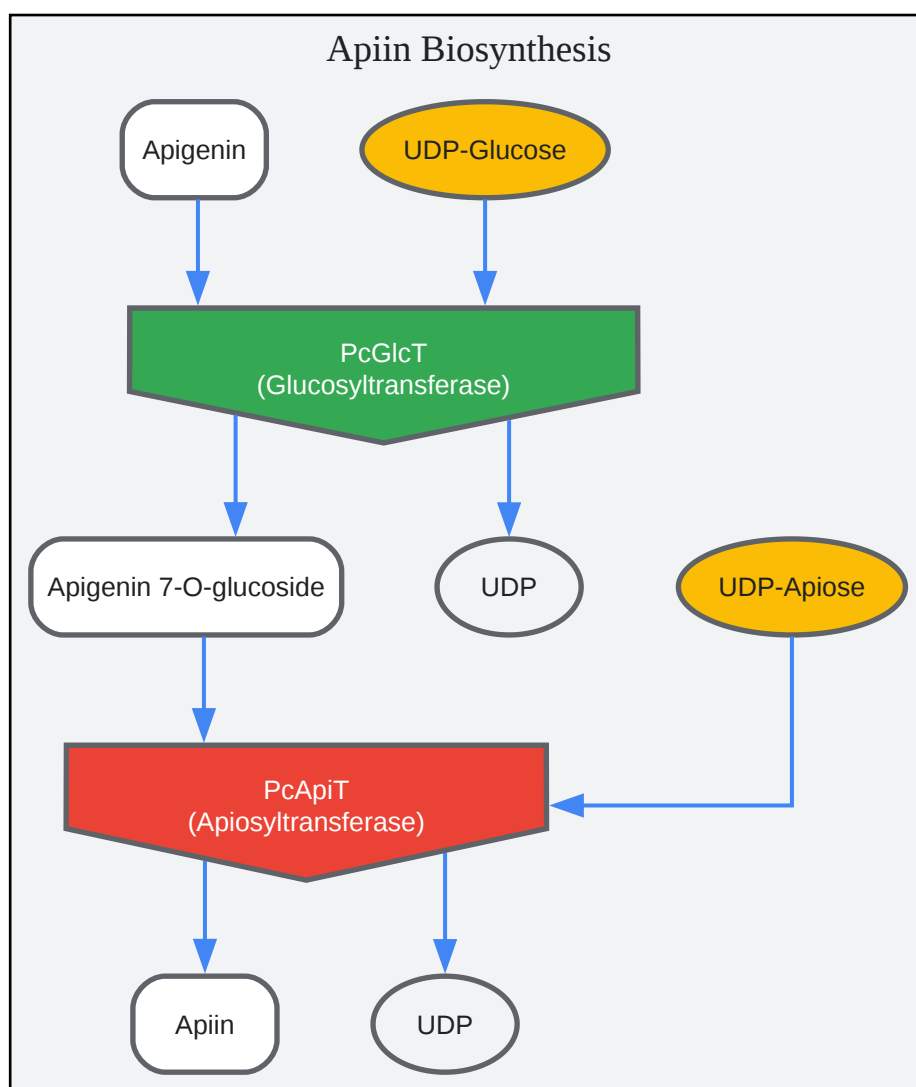 Apiin Biosynthesis
Apigenin
UDP-Glucose
PcGlcT
(Glucosyltransferase)
Apigenin 7-O-glucoside
UDP
UDP-Apiose
PcApiT
(Apiosyltransferase)
Apiin
UDP